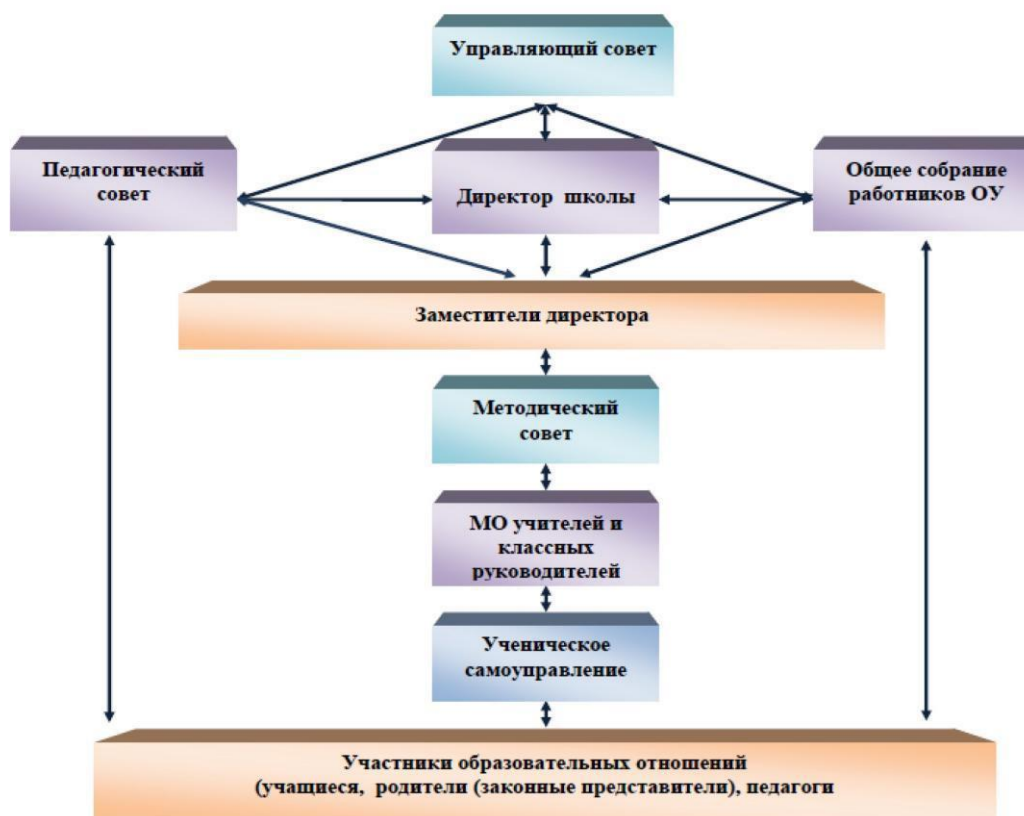 Управляющий совет
Педагогический
совет
Директор школы
Общее собрание
работников ОУ
Заместители директора
Методический
совет
МО учителей и
классных
руководителей
Ученическое
самоуправление
Участники образовательных отношений
(учащиеся, родители (законные представители), педагоги